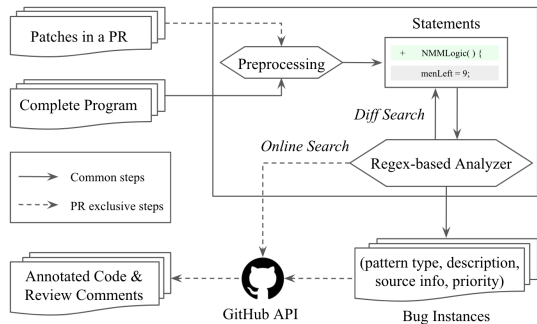 Patches in a PR
Complete Program
Preprocessing
Statements
+ NMMLogic( ) {
menLeft = 9;
Diff Search
Online Search
Regex-based Analyzer
Common steps
PR exclusive steps
Annotated Code &
Review Comments
GitHub API
(pattern type, description,
source info, priority)
Bug Instances